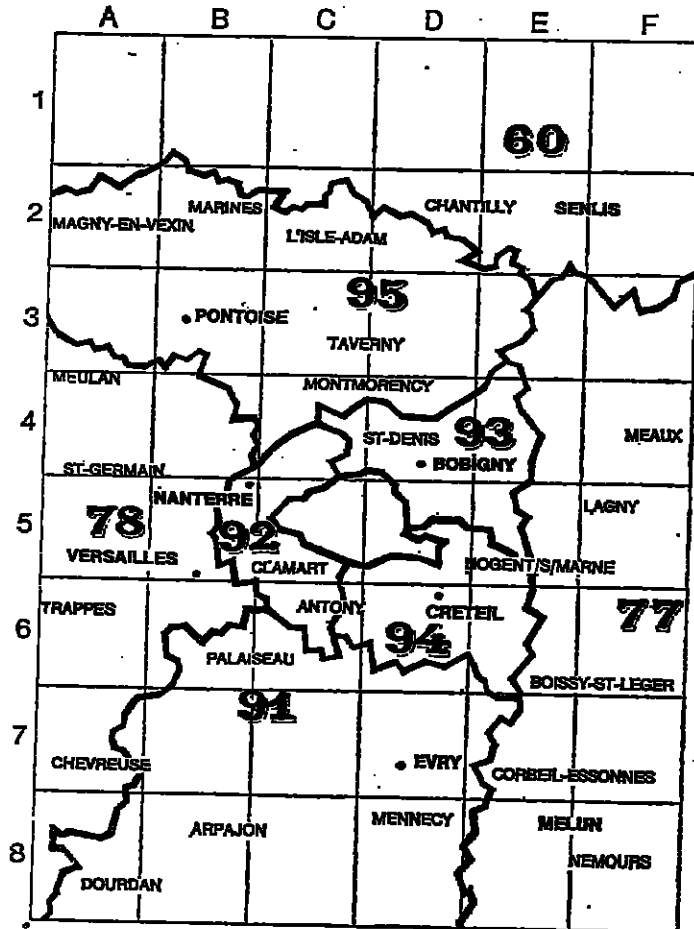 A B C D E F
1
60
2
MARINES CHANTILLY SENLIS
MAGNY-EN-VEXIN
L'ISLE-ADAM
95
3
PONTOISE
TAVERNY
MEULAN
MONTMORENCY
4
ST-DENIS 93 MEAUX
BOBIGNY
ST-GERMAIN
NANTERRE
LAGNY
5
78 92
VERSAILLES
CLAMART NOGENT/S/MARNE
TRAPPES
ANTONY CRETEIL 77
6
94
PALAISEAU
BOISSY-ST-LEGER
91
7
CHEVREUSE EVRY
CORBEIL-ESSONNES
ARPAJON MENNECY MELUN
8
NEMOURS
DOURDAN